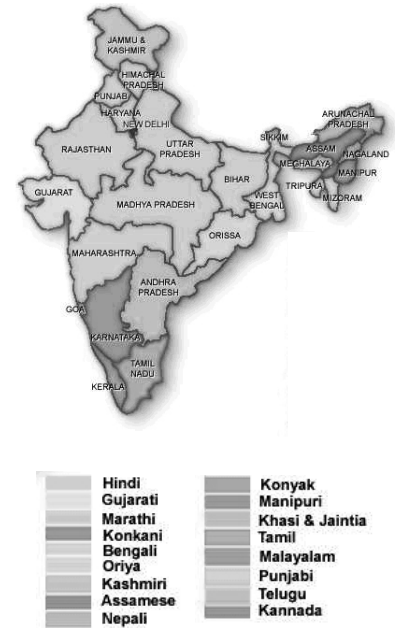 JAMMU &
KASHMIR
HIMACHAL
PRADESH
PUNJAB
HARYANA
NEW DELHI
RAJASTHAN
UTTAR
PRADESH
SIKKIM
ARUNACHAL
PRADESH
ASSAM
NAGALAND
MEGHALAYA
MANIPUR
TRIPURA
MIZORAM
GUJARAT
MADHYA PRADESH
BIHAR
WEST
BENGAL
ORISSA
MAHARASHTRA
ANDHRA
PRADESH
GOA
KARNATAKA
TAMIL
NADU
KERALA
Hindi
Gujarati
Marathi
Konkani
Bengali
Oriya
Kashmiri
Assamese
Nepali
Konyak
Manipuri
Khasi & Jaintia
Tamil
Malayalam
Punjabi
Telugu
Kannada